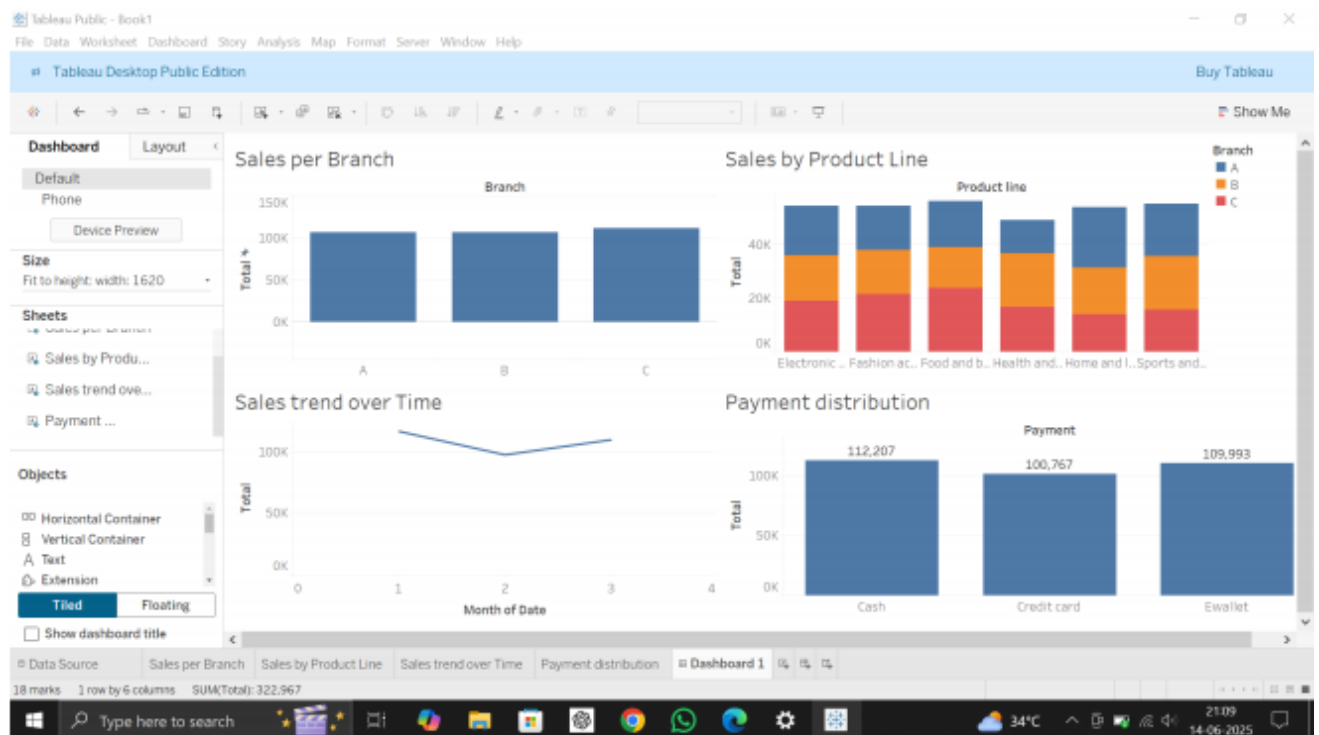 Tableau Public - Book1
File Data Worksheet Dashboard Story Analysis Map Format Server Window Help
Tableau Desktop Public Edition
Buy Tableau
Show Me
Dashboard
Layout
Default
Phone
Device Preview
Size
Fit to height: width: 1620
Sheets
Sales per Branch
Sales by Produ...
Sales trend ove...
Payment ...
Objects
Horizontal Container
Vertical Container
Text
Extension
Tiled
Floating
Show dashboard title
Sales per Branch
Branch
150K
100K
50K
0K
Total
A
B
C
Sales by Product Line
Product line
40K
20K
0K
Total
Electronic ..
Fashion ac..
Food and b..
Health and..
Home and l..
Sports and..
Branch
A
B
C
Sales trend over Time
100K
50K
0K
Total
0
1
2
3
4
Month of Date
Payment distribution
Payment
112,207
100,767
109,993
100K
50K
0K
Total
Cash
Credit card
Ewallet
Data Source
Sales per Branch
Sales by Product Line
Sales trend over Time
Payment distribution
Dashboard 1
18 marks 1 row by 6 columns SUM(Total): 322,967
Type here to search
34°C
21:09
14-06-2025